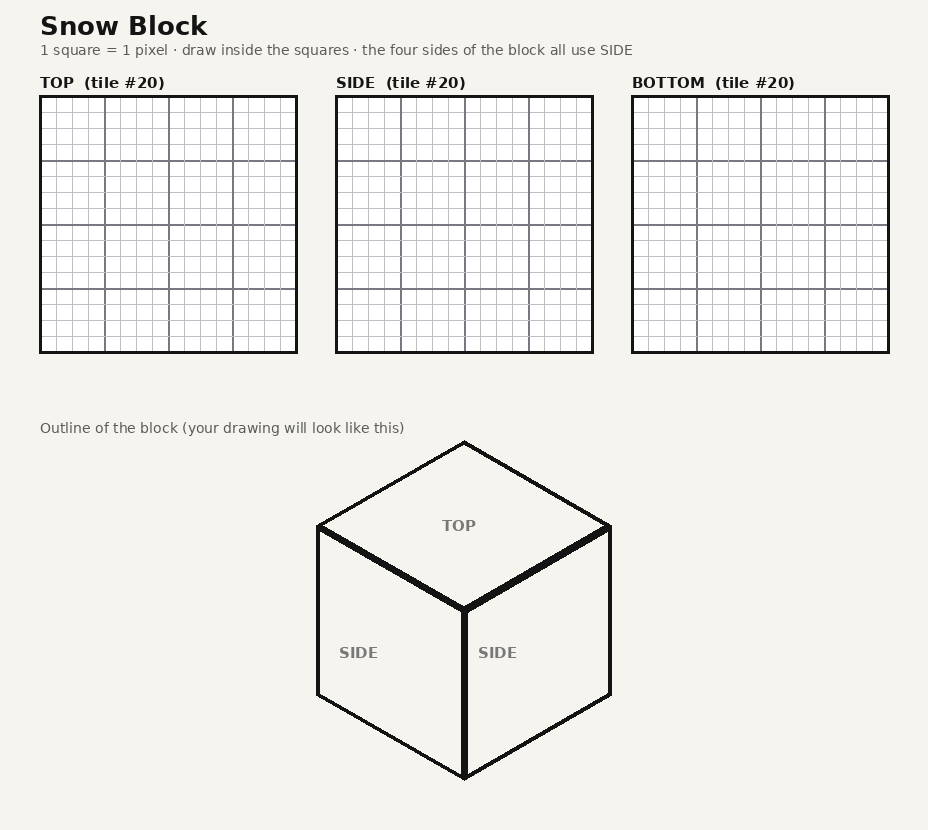 Snow Block
1 square = 1 pixel · draw inside the squares · the four sides of the block all use SIDE
TOP (tile #20)
SIDE (tile #20)
BOTTOM (tile #20)
Outline of the block (your drawing will look like this)
TOP
SIDE
SIDE